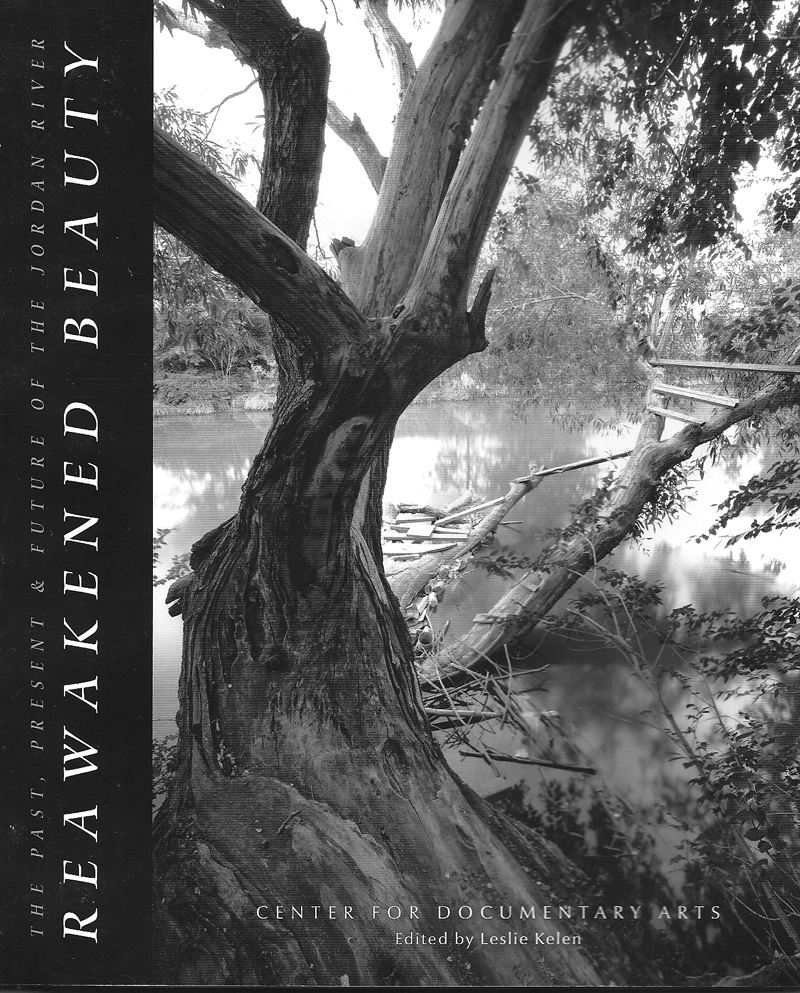 THE PAST, PRESENT & FUTURE OF THE JORDAN RIVER
REAWAKENED BEAUTY
CENTER FOR DOCUMENTARY ARTS
Edited by Leslie Kelen